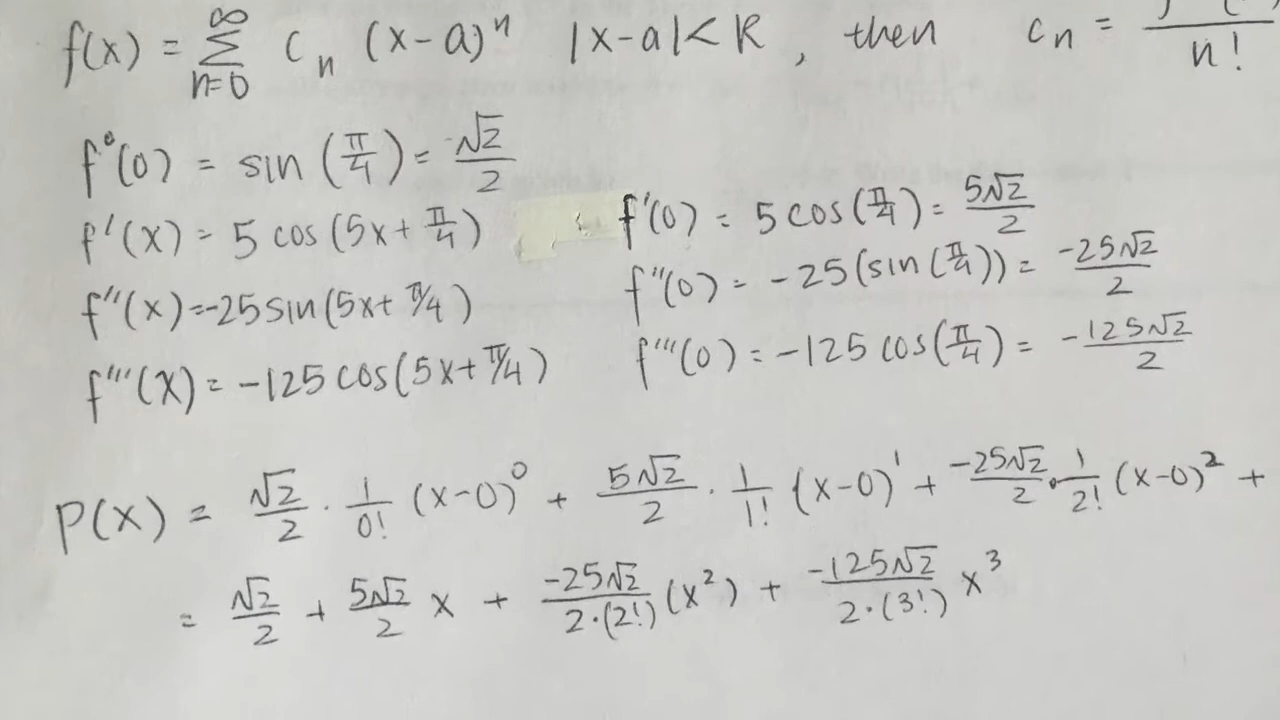 f(x) = ∑_{n=0}^{∞} c_n (x-a)^n |x-a| < R, then c_n = / n!
f⁰(0) = sin (π/4) = √2/2
f'(x) = 5 cos (5x + π/4) f'(0) = 5 cos (π/4) = 5√2/2
f''(x) = -25 sin(5x + π/4) f''(0) = -25(sin(π/4)) = -25√2/2
f'''(x) = -125 cos(5x + π/4) f'''(0) = -125 cos(π/4) = -125√2/2
P(x) = √2/2 · 1/0! (x-0)⁰ + 5√2/2 · 1/1! (x-0)¹ + -25√2/2 · 1/2! (x-0)² +
= √2/2 + 5√2/2 x + -25√2/2·(2!) (x²) + -125√2/2·(3!) x³